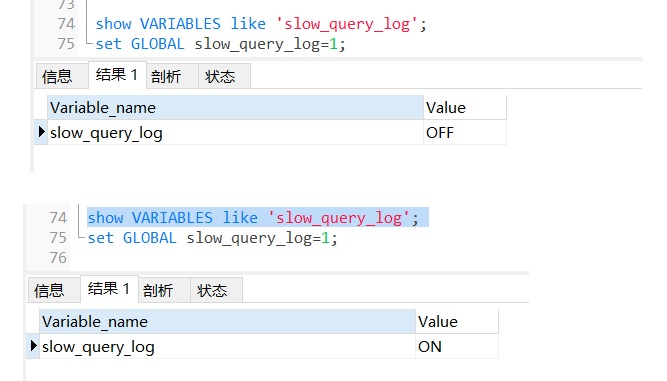 73
74 show VARIABLES like 'slow_query_log';
75 set GLOBAL slow_query_log=1;
信息 结果 1 剖析 状态
Variable_name Value
slow_query_log OFF
74 show VARIABLES like 'slow_query_log';
75 set GLOBAL slow_query_log=1;
76
信息 结果 1 剖析 状态
Variable_name Value
slow_query_log ON